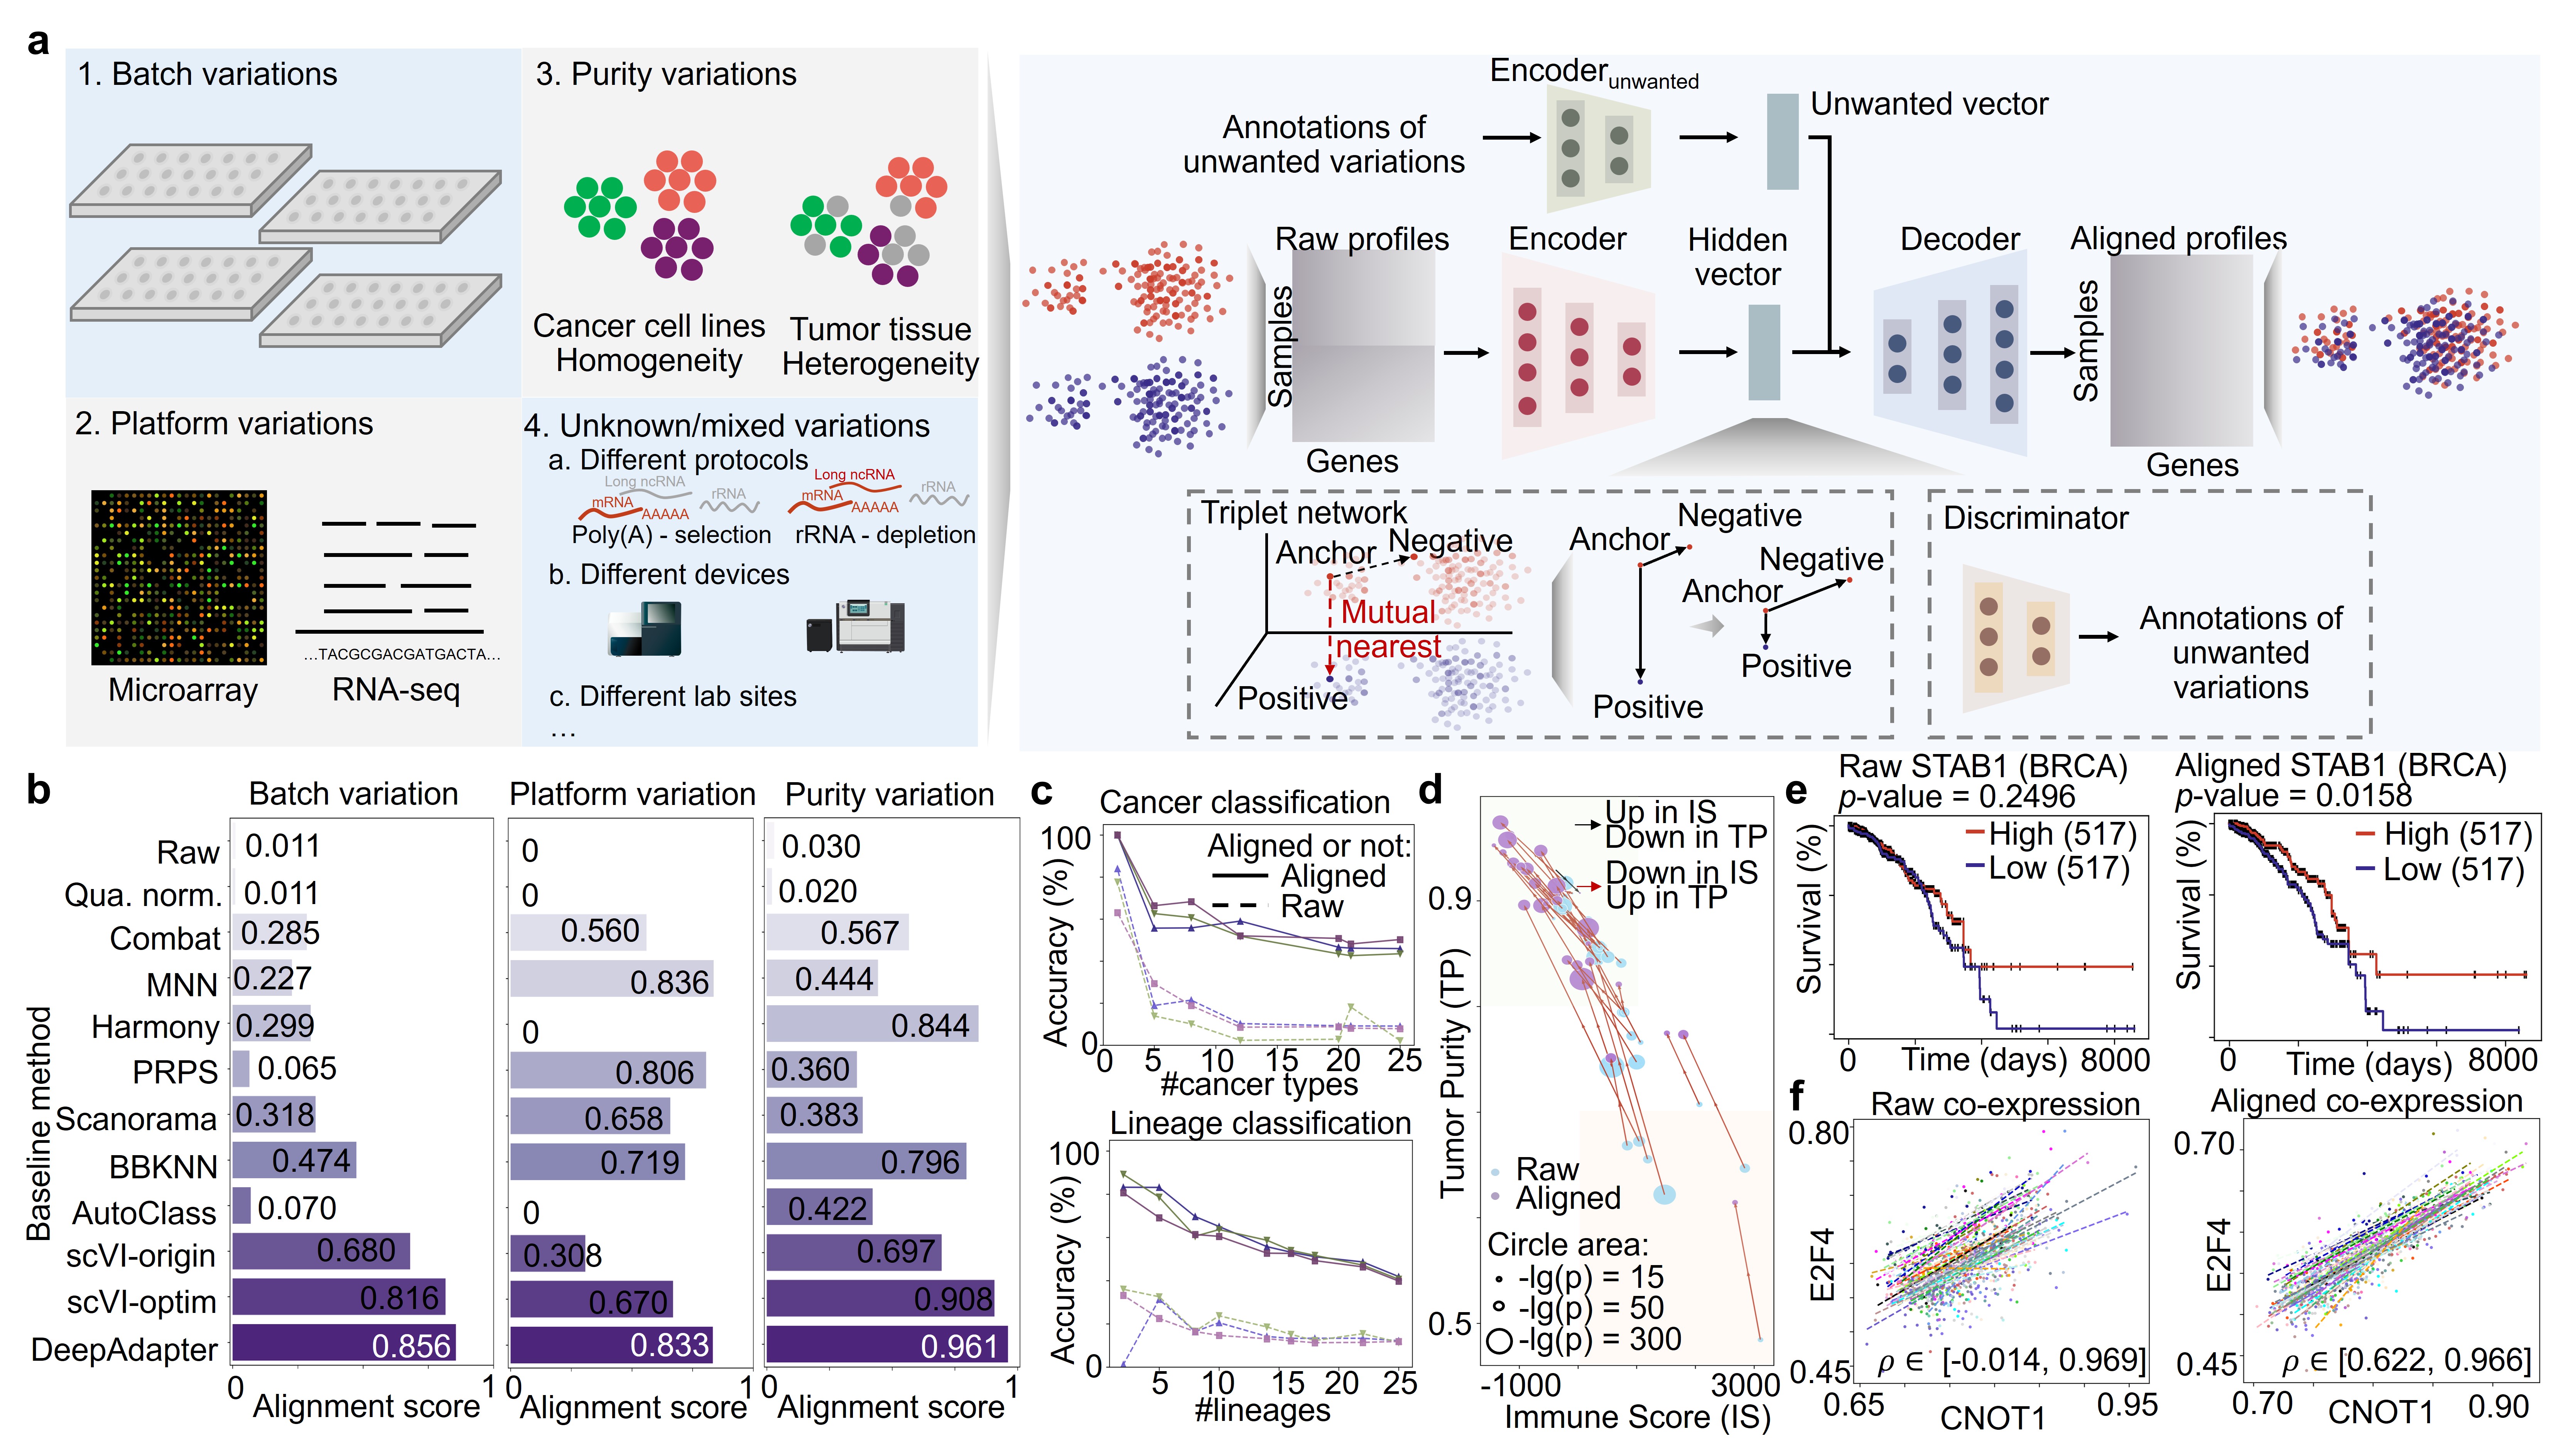 a
1. Batch variations
3. Purity variations
Cancer cell lines
Homogeneity
Tumor tissue
Heterogeneity
2. Platform variations
Microarray
…TACGCGACGATGACTA…
RNA-seq
4. Unknown/mixed variations
a. Different protocols
Long ncRNA
mRNA
rRNA
AAAAA
Poly(A) - selection
Long ncRNA
mRNA
rRNA
AAAAA
rRNA - depletion
b. Different devices
c. Different lab sites
…
Encoderunwanted
Annotations of
unwanted variations
Unwanted vector
Raw profiles
Samples
Genes
Encoder
Hidden
vector
Decoder
Aligned profiles
Samples
Genes
Triplet network
Anchor
Negative
Mutual
nearest
Positive
Anchor
Negative
Positive
Anchor
Negative
Positive
Discriminator
Annotations of
unwanted
variations
b
Baseline method
Batch variation
Platform variation
Purity variation
Raw 0.011 0 0.030
Qua. norm. 0.011 0 0.020
Combat 0.285 0.560 0.567
MNN 0.227 0.836 0.444
Harmony 0.299 0 0.844
PRPS 0.065 0.806 0.360
Scanorama 0.318 0.658 0.383
BBKNN 0.474 0.719 0.796
AutoClass 0.070 0 0.422
scVI-origin 0.680 0.308 0.697
scVI-optim 0.816 0.670 0.908
DeepAdapter 0.856 0.833 0.961
0 1 0 1 0 1
Alignment score
Alignment score
Alignment score
c
Cancer classification
100
0
Accuracy (%)
Aligned or not:
Aligned
Raw
0 5 10 15 20 25
#cancer types
Lineage classification
100
0
Accuracy (%)
5 10 15 20 25
#lineages
d
Up in IS
Down in TP
Down in IS
Up in TP
0.9
0.5
Tumor Purity (TP)
Raw
Aligned
Circle area:
-lg(p) = 15
-lg(p) = 50
-lg(p) = 300
-1000 3000
Immune Score (IS)
e
Raw STAB1 (BRCA)
p-value = 0.2496
High (517)
Low (517)
Survival (%)
0 Time (days) 8000
Aligned STAB1 (BRCA)
p-value = 0.0158
High (517)
Low (517)
Survival (%)
0 Time (days) 8000
f
Raw co-expression
0.80
E2F4
0.45
ρ ∈ [-0.014, 0.969]
0.65 CNOT1 0.95
Aligned co-expression
0.70
E2F4
0.45
ρ ∈ [0.622, 0.966]
0.70 CNOT1 0.90